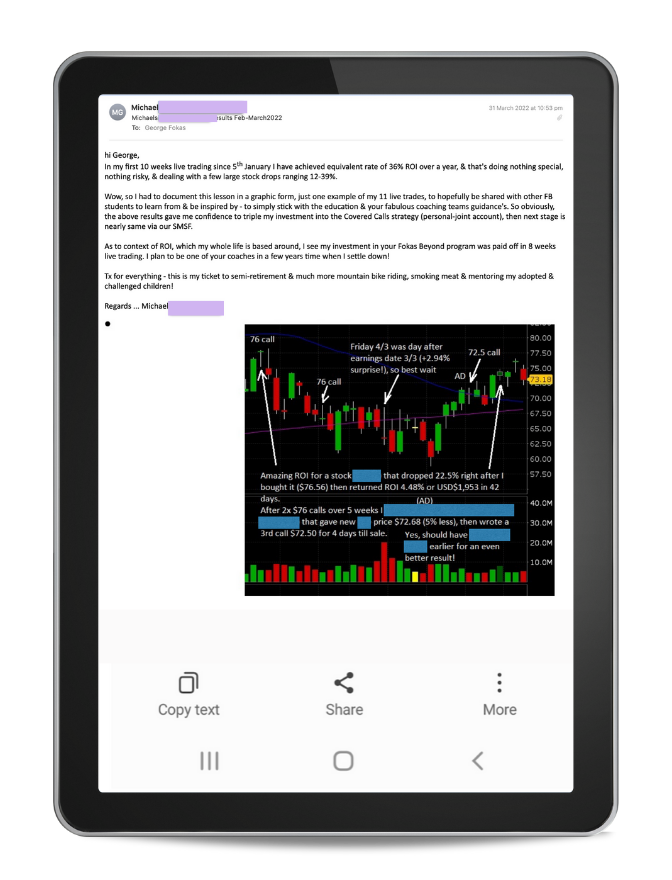 MG
Michael
31 March 2022 at 10:53 pm
Michaels sults Feb-March2022
To: George Fokas
hi George,
In my first 10 weeks live trading since 5th January I have achieved equivalent rate of 36% ROI over a year, & that's doing nothing special,
nothing risky, & dealing with a few large stock drops ranging 12-39%.
Wow, so I had to document this lesson in a graphic form, just one example of my 11 live trades, to hopefully be shared with other FB
students to learn from & be inspired by - to simply stick with the education & your fabulous coaching teams guidance's. So obviously,
the above results gave me confidence to triple my investment into the Covered Calls strategy (personal-joint account), then next stage is
nearly same via our SMSF.
As to context of ROI, which my whole life is based around, I see my investment in your Fokas Beyond program was paid off in 8 weeks
live trading. I plan to be one of your coaches in a few years time when I settle down!
Tx for everything - this is my ticket to semi-retirement & much more mountain bike riding, smoking meat & mentoring my adopted &
challenged children!
Regards ... Michael
76 call
Friday 4/3 was day after
earnings date 3/3 (+2.94%
surprise!), so best wait
76 call
AD
72.5 call
80.00
77.50
75.00
73.18
70.00
67.50
65.00
62.50
60.00
57.50
Amazing ROI for a stock that dropped 22.5% right after I
bought it ($76.56) then returned ROI 4.48% or USD$1,953 in 42
days.
(AD)
After 2x $76 calls over 5 weeks I
that gave new price $72.68 (5% less), then wrote a
3rd call $72.50 for 4 days till sale.
Yes, should have
earlier for an even
better result!
40.0M
30.0M
20.0M
10.0M
Copy text
Share
More